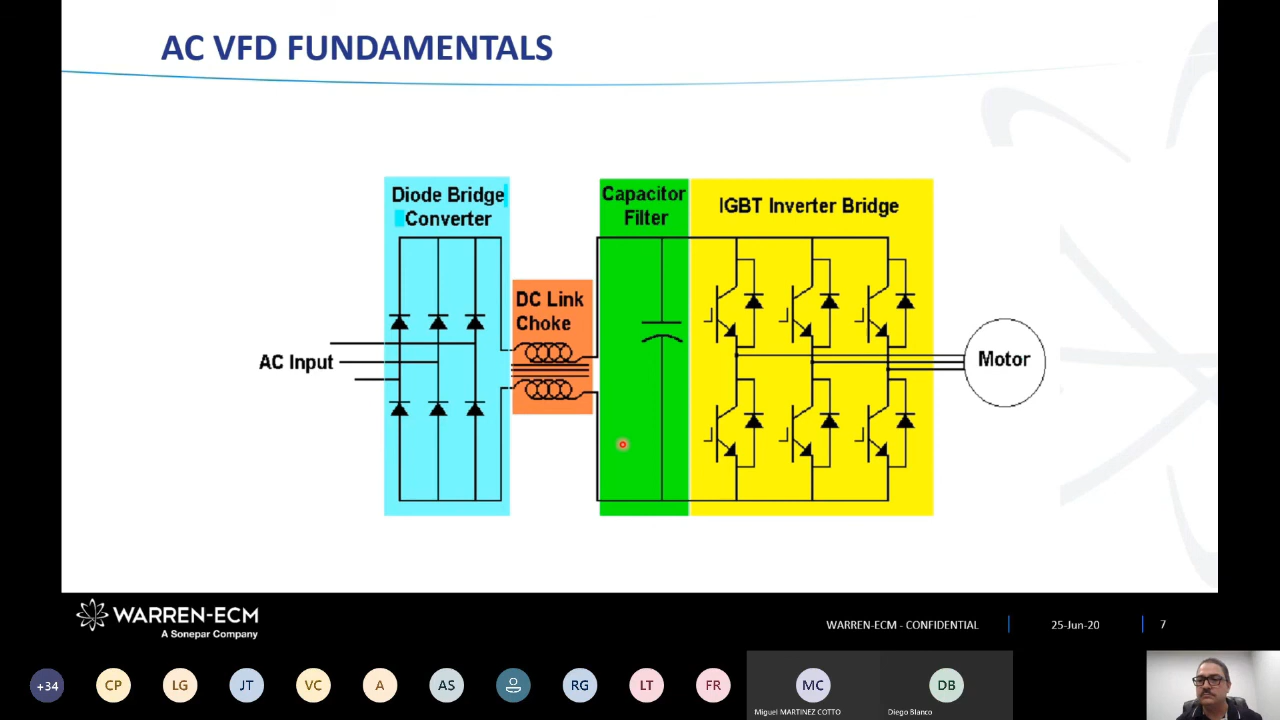 AC VFD FUNDAMENTALS
Diode Bridge
Converter
DC Link
Choke
Capacitor
Filter
IGBT Inverter Bridge
AC Input
Motor
WARREN-ECM
A Sonepar Company
WARREN-ECM - CONFIDENTIAL
25-Jun-20
7
+34
CP
LG
JT
VC
A
AS
RG
LT
FR
MC
Miguel MARTINEZ COTTO
DB
Diego Blanco